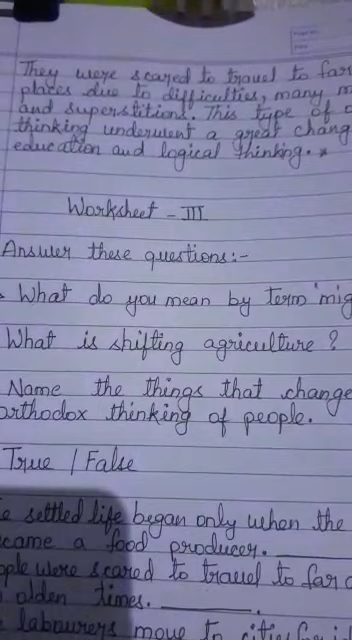 They were scared to travel to far
places due to difficulties, many m
and superstitions. This type of o
thinking underwent a great chang
education and logical thinking.
Worksheet - III
Answer these questions:-
What do you mean by term 'mig
What is shifting agriculture ?
Name the things that change
orthodox thinking of people.
True / False
e settled life began only when the
came a food producer.
ple were scared to travel to far
olden times.
labourers move to cities